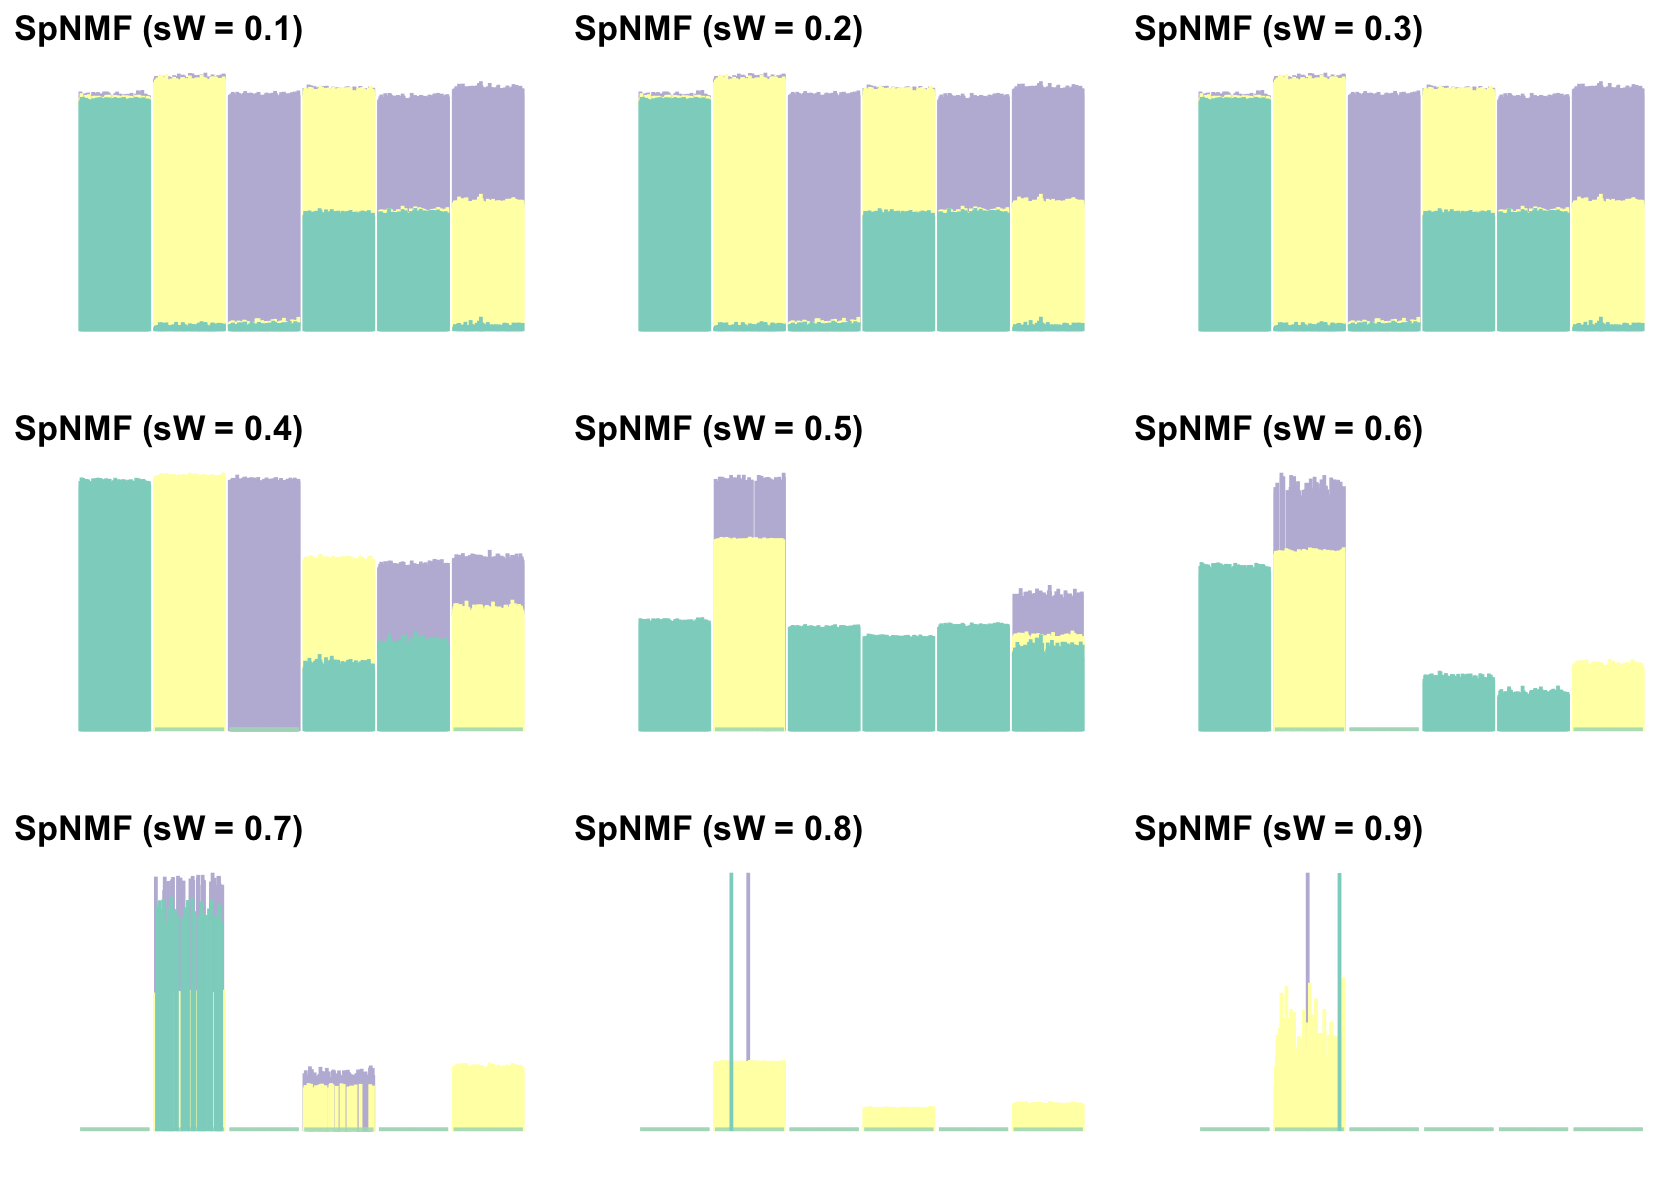 SpNMF (sW = 0.1)
SpNMF (sW = 0.2)
SpNMF (sW = 0.3)
SpNMF (sW = 0.4)
SpNMF (sW = 0.5)
SpNMF (sW = 0.6)
SpNMF (sW = 0.7)
SpNMF (sW = 0.8)
SpNMF (sW = 0.9)